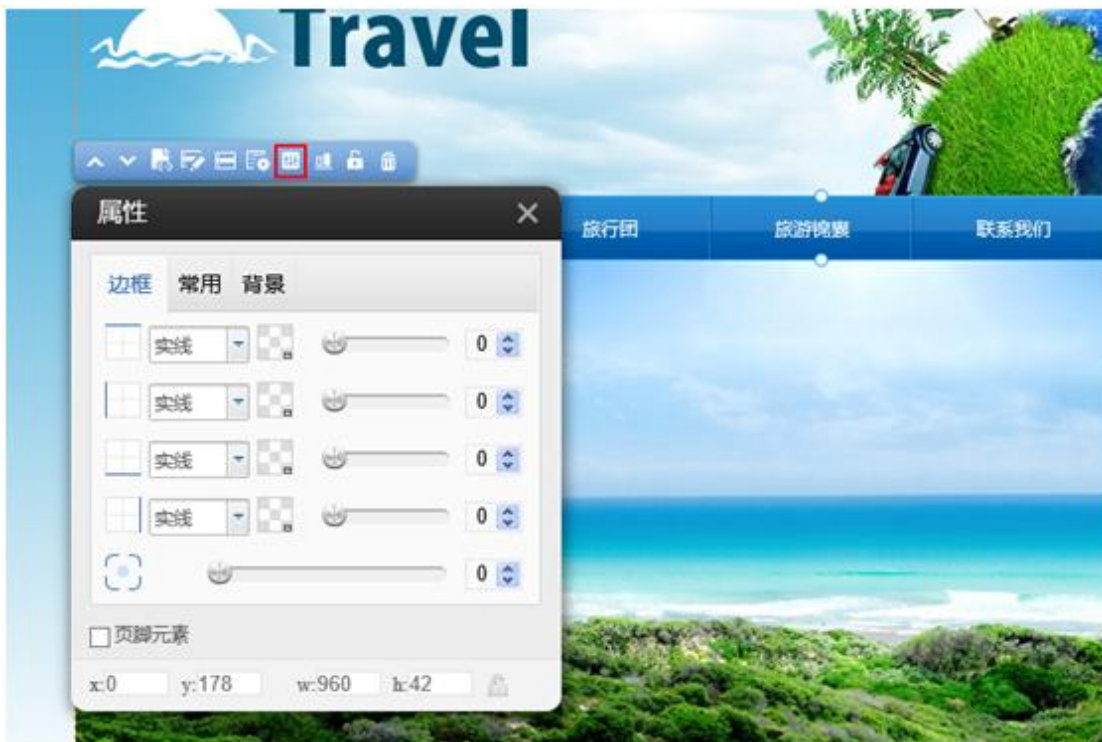 Travel
属性
旅行团
旅游锦囊
联系我们
边框 常用 背景
实线 0
实线 0
实线 0
实线 0
0
页脚元素
x:0 y:178 w:960 h:42